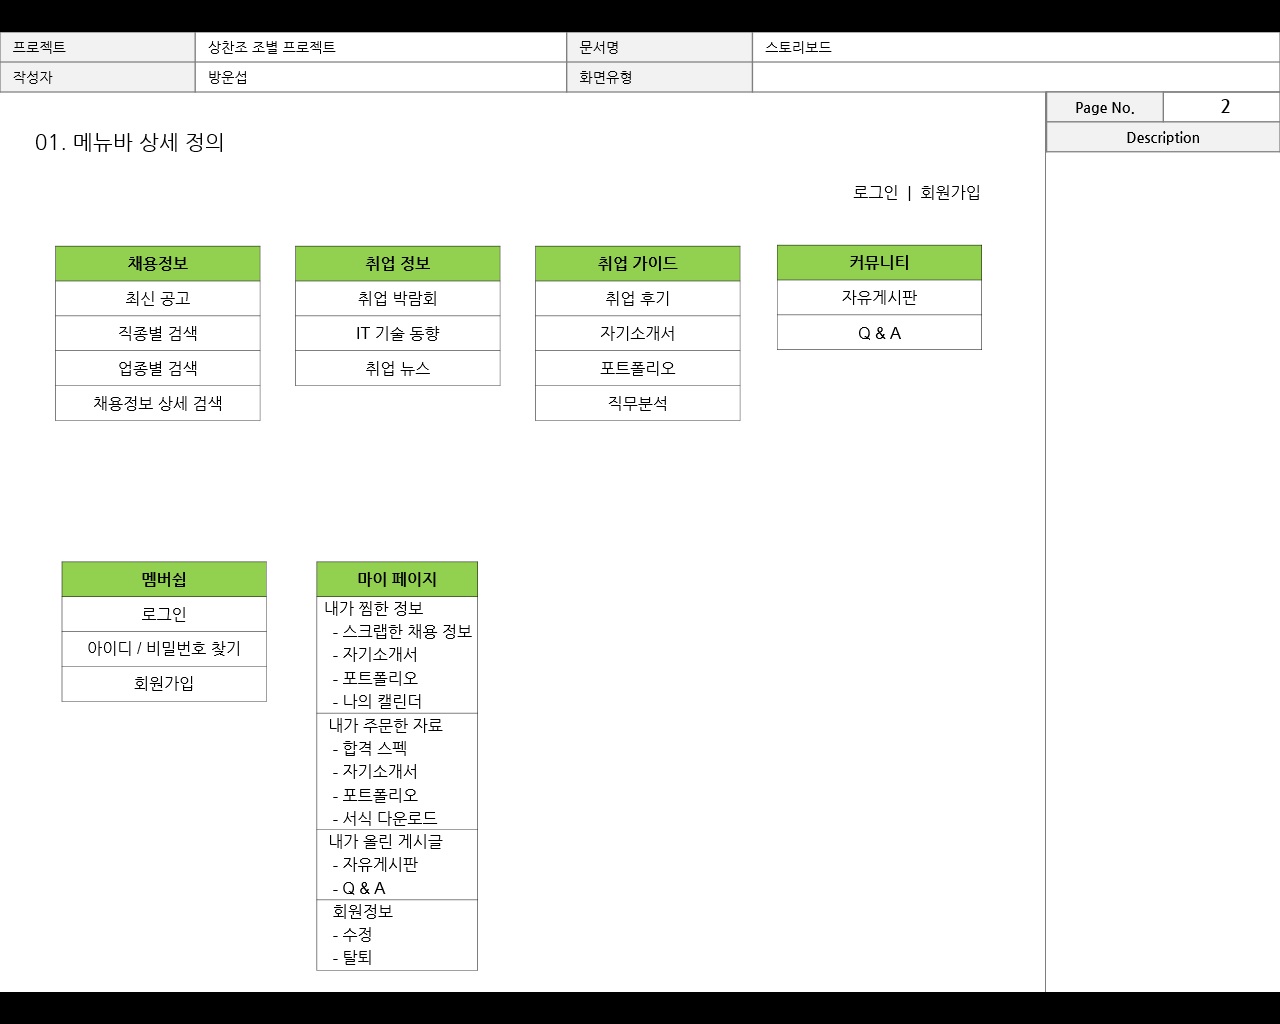 프로젝트 상찬조 조별 프로젝트 문서명 스토리보드
작성자 방운섭 화면유형
Page No. 2
Description
01. 메뉴바 상세 정의
로그인 | 회원가입
채용정보
최신 공고
직종별 검색
업종별 검색
채용정보 상세 검색
취업 정보
취업 박람회
IT 기술 동향
취업 뉴스
취업 가이드
취업 후기
자기소개서
포트폴리오
직무분석
커뮤니티
자유게시판
Q & A
멤버쉽
로그인
아이디 / 비밀번호 찾기
회원가입
마이 페이지
내가 찜한 정보
- 스크랩한 채용 정보
- 자기소개서
- 포트폴리오
- 나의 캘린더
내가 주문한 자료
- 합격 스펙
- 자기소개서
- 포트폴리오
- 서식 다운로드
내가 올린 게시글
- 자유게시판
- Q & A
회원정보
- 수정
- 탈퇴